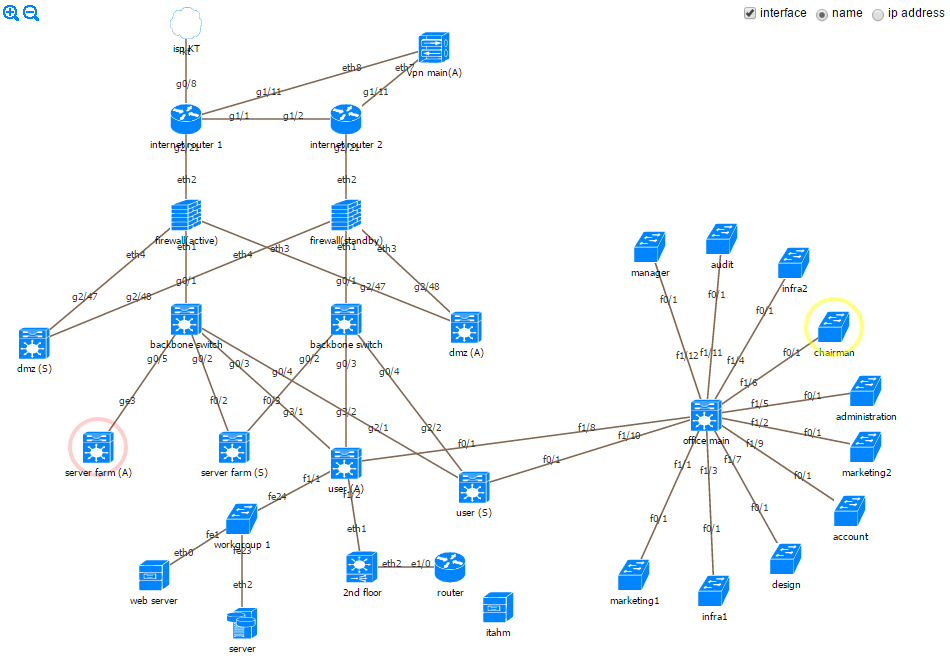 interface name ip address
isp KT
g0/8
vpn main(A)
eth8
eth7
g1/11
g1/11
g1/1
g1/2
internet router 1
internet router 2
g2/21
g2/21
eth2
eth2
firewall(active)
firewall(standby)
eth4
eth1
eth4
eth3
eth1
eth3
g0/1
g0/1
g2/47
g2/48
g2/47
g2/48
backbone switch
backbone switch
dmz (S)
dmz (A)
g0/5
g0/2
g0/3
g0/4
g0/2
g0/3
g0/4
ge3
f0/2
f0/3
g3/1
g3/2
g2/1
g2/2
server farm (A)
server farm (S)
user (A)
user (S)
f0/1
f0/1
f1/8
f1/10
f1/1
f1/2
fe24
workgroup 1
fe1
fe23
eth0
eth2
eth1
web server
server
2nd floor
eth2
e1/0
router
itahm
manager
audit
infra2
chairman
administration
marketing2
account
design
infra1
marketing1
office main
f0/1
f0/1
f0/1
f0/1
f0/1
f0/1
f0/1
f0/1
f0/1
f0/1
f1/12
f1/11
f1/4
f1/6
f1/5
f1/2
f1/9
f1/7
f1/3
f1/1